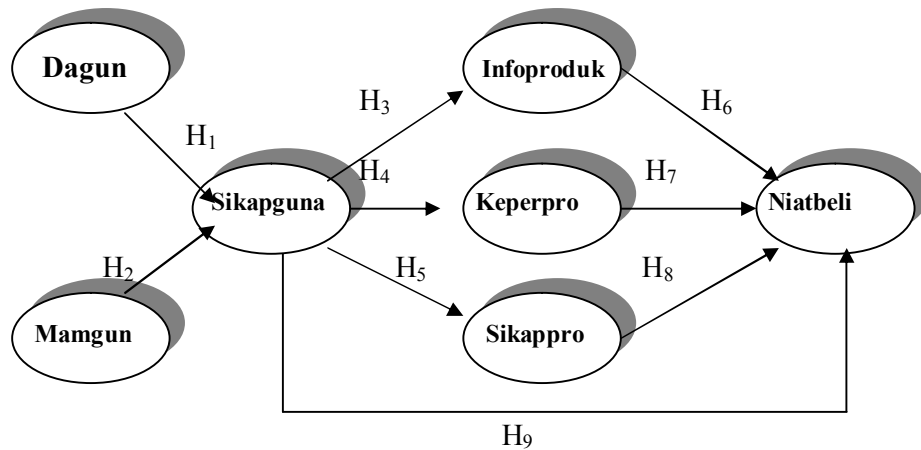 Dagun
Infoproduk
H₃
H₆
H₁
H₄
H₇
Sikapguna
Keperpro
Niatbeli
H₂
H₅
H₈
Mamgun
Sikappro
H₉